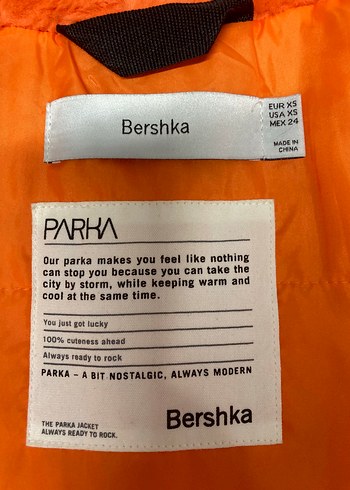 Bershka
EUR XS
USA XS
MEX 24
MADE IN
CHINA
PARKA
Our parka makes you feel like nothing
can stop you because you can take the
city by storm, while keeping warm and
cool at the same time.
You just got lucky
100% cuteness ahead
Always ready to rock
PARKA – A BIT NOSTALGIC, ALWAYS MODERN
THE PARKA JACKET
ALWAYS READY TO ROCK.
Bershka